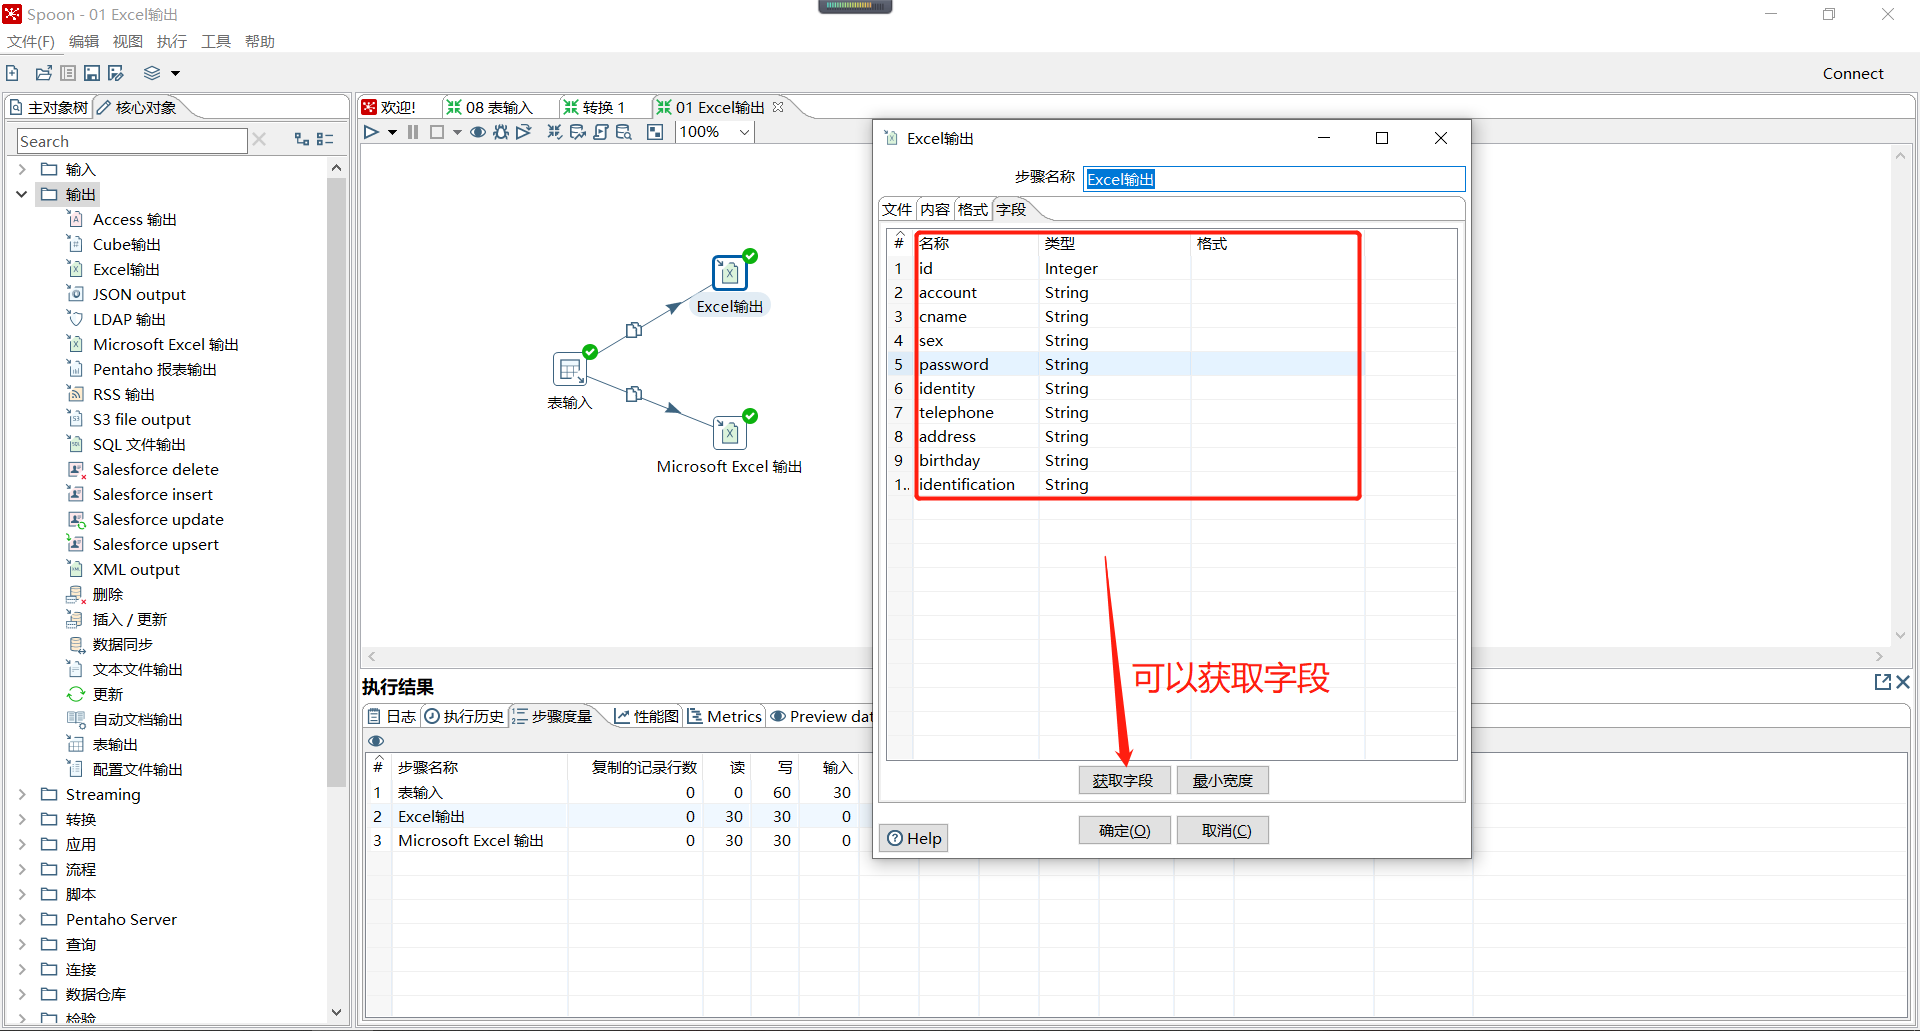 Spoon - 01 Excel输出
文件(F) 编辑 视图 执行 工具 帮助
Connect
主对象树 核心对象
Search
输入
输出
Access 输出
Cube输出
Excel输出
JSON output
LDAP 输出
Microsoft Excel 输出
Pentaho 报表输出
RSS 输出
S3 file output
SQL 文件输出
Salesforce delete
Salesforce insert
Salesforce update
Salesforce upsert
XML output
删除
插入 / 更新
数据同步
文本文件输出
更新
自动文档输出
表输出
配置文件输出
Streaming
转换
应用
流程
脚本
Pentaho Server
查询
连接
数据仓库
检验
欢迎! 08 表输入 转换 1 01 Excel输出
100%
Excel输出
表输入
Microsoft Excel 输出
执行结果
日志 执行历史 步骤度量 性能图 Metrics Preview dat
# 步骤名称 复制的记录行数 读 写 输入
1 表输入 0 0 60 30
2 Excel输出 0 30 30 0
3 Microsoft Excel 输出 0 30 30 0
Excel输出
步骤名称 Excel输出
文件 内容 格式 字段
# 名称 类型 格式
1 id Integer
2 account String
3 cname String
4 sex String
5 password String
6 identity String
7 telephone String
8 address String
9 birthday String
1.. identification String
可以获取字段
获取字段 最小宽度
确定(O) 取消(C)
Help